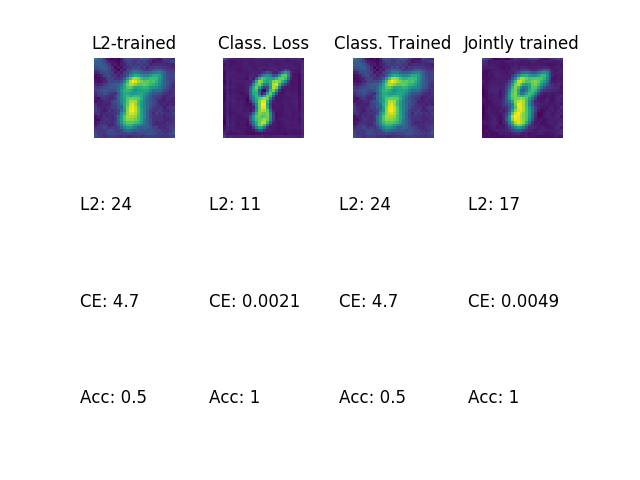 L2-trained Class. Loss Class. Trained Jointly trained
L2: 24 L2: 11 L2: 24 L2: 17
CE: 4.7 CE: 0.0021 CE: 4.7 CE: 0.0049
Acc: 0.5 Acc: 1 Acc: 0.5 Acc: 1